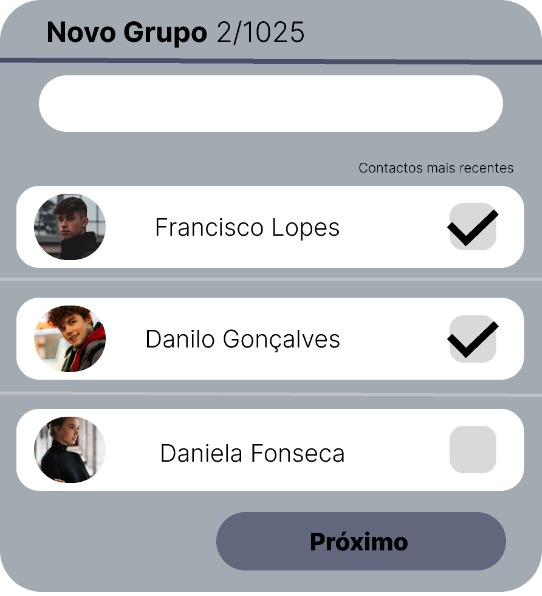 Novo Grupo 2/1025
Contactos mais recentes
Francisco Lopes
Danilo Gonçalves
Daniela Fonseca
Próximo